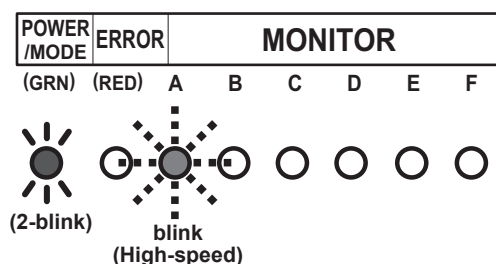 POWER /MODE ERROR MONITOR
(GRN) (RED) A B C D E F
(2-blink)
blink
(High-speed)